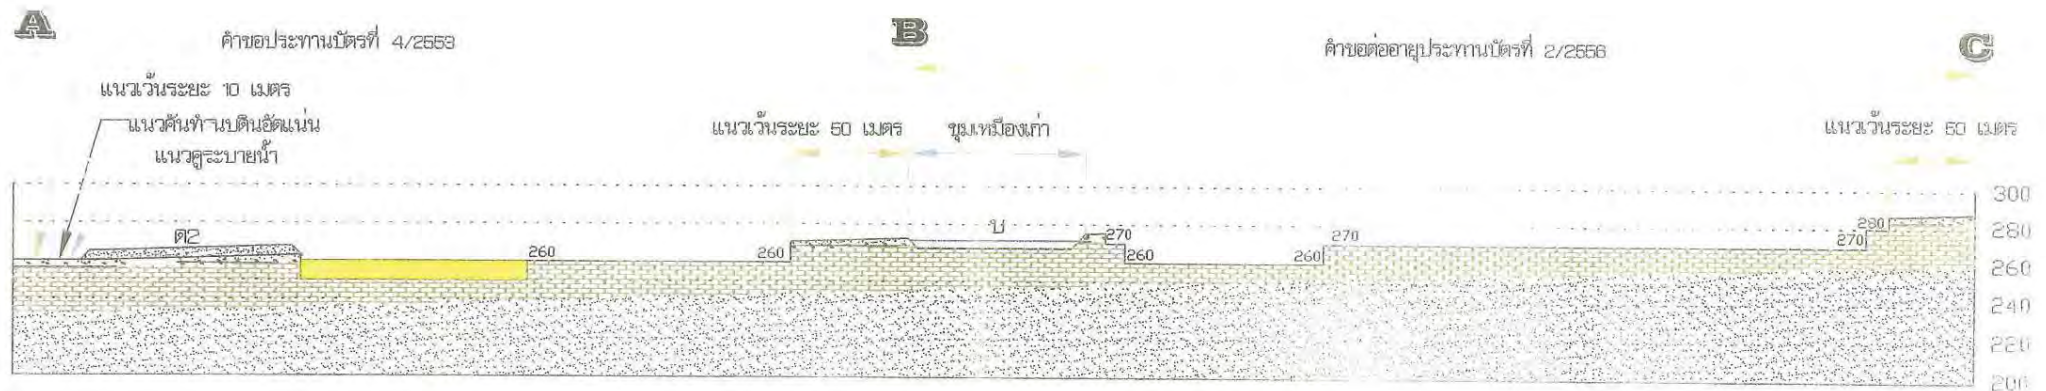 A
B
C
คำขอประทานบัตรที่ 4/2553
คำขอต่ออายุประทานบัตรที่ 2/2556
แนวเว้นระยะ 10 เมตร
แนวคันทำนบดินอัดแน่น
แนวคูระบายน้ำ
แนวเว้นระยะ 50 เมตร
ขุมเหมืองเก่า
แนวเว้นระยะ 50 เมตร
ต2
260
260
บ
270
260
260
270
270
280
300
280
260
240
220
200